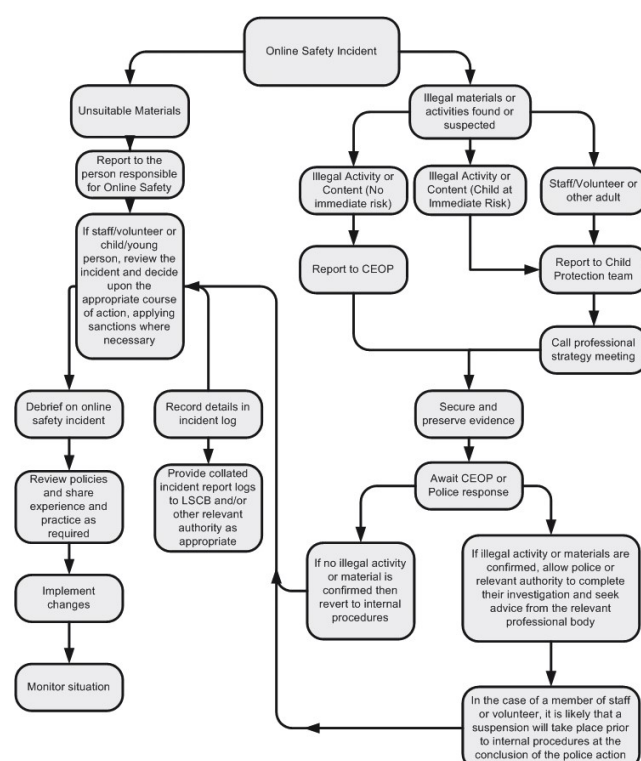 Online Safety Incident
Unsuitable Materials
Illegal materials or
activities found or
suspected
Report to the
person responsible
for Online Safety
Illegal Activity or
Content (No
immediate risk)
Illegal Activity or
Content (Child at
Immediate Risk)
Staff/Volunteer or
other adult
If staff/volunteer or
child/young
person, review the
incident and decide
upon the
appropriate course
of action, applying
sanctions where
necessary
Report to CEOP
Report to Child
Protection team
Call professional
strategy meeting
Debrief on online
safety incident
Record details in
incident log
Secure and
preserve evidence
Review policies
and share
experience and
practice as
required
Provide collated
incident report logs
to LSCB and/or
other relevant
authority as
appropriate
Await CEOP or
Police response
If no illegal activity
or material is
confirmed then
revert to internal
procedures
If illegal activity or materials are
confirmed, allow police or
relevant authority to complete
their investigation and seek
advice from the relevant
professional body
Implement
changes
Monitor situation
In the case of a member of staff
or volunteer, it is likely that a
suspension will take place prior
to internal procedures at the
conclusion of the police action